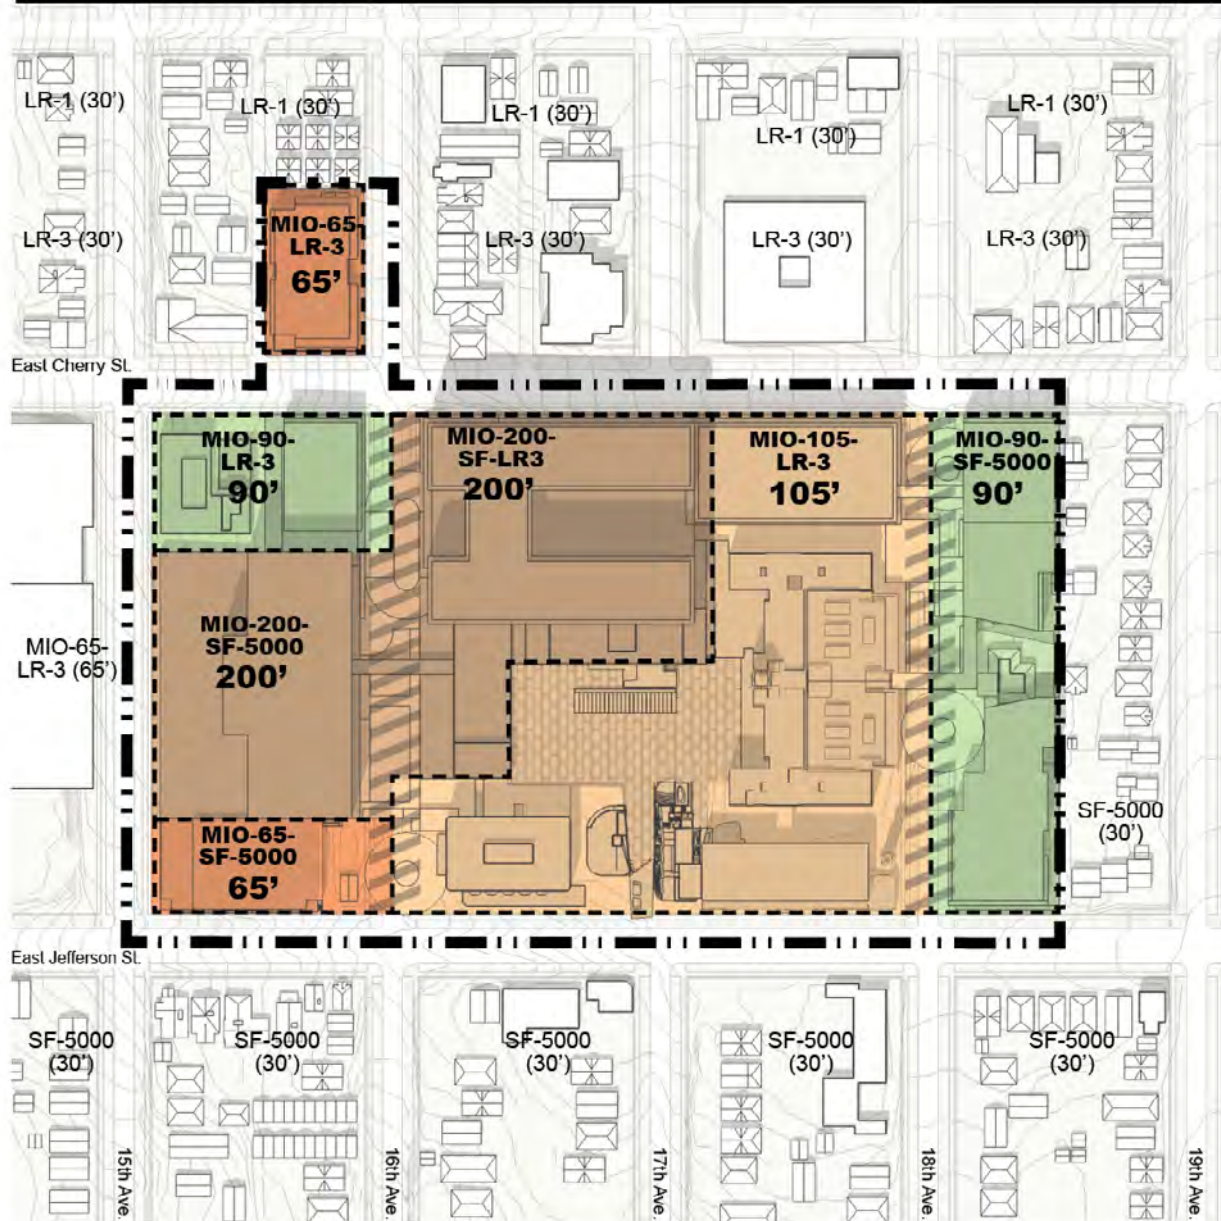 LR-1 (30')
LR-1 (30')
LR-1 (30')
LR-1 (30')
LR-1 (30')
MIO-65
LR-3
65'
LR-3 (30')
LR-3 (30')
LR-3 (30')
LR-3 (30')
East Cherry St.
MIO-90-
LR-3
90'
MIO-200-
SF-LR3
200'
MIO-105-
LR-3
105'
MIO-90-
SF-5000
90'
MIO-65-
LR-3 (65')
MIO-200-
SF-5000
200'
MIO-65-
SF-5000
65'
SF-5000
(30')
East Jefferson St.
SF-5000
(30')
SF-5000
(30')
SF-5000
(30')
SF-5000
(30')
SF-5000
(30')
15th Ave.
16th Ave.
17th Ave.
18th Ave.
19th Ave.